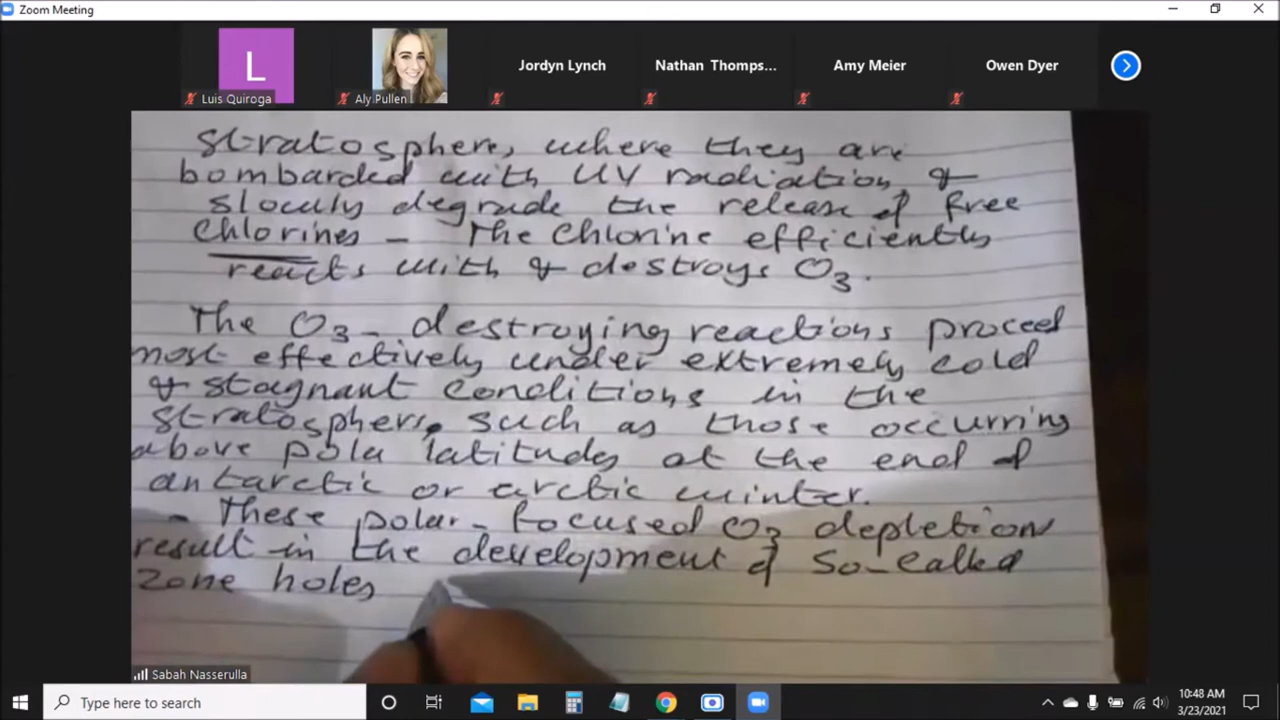 Zoom Meeting
L
Luis Quiroga
Aly Pullen
Jordyn Lynch
Nathan Thomps...
Amy Meier
Owen Dyer
stratosphere, where they are
bombarded with UV radiation &
slowly degrade the release of free
chlorines - The chlorine efficiently
reacts with & destroys O3.
The O3- destroying reactions proceed
most effectively under extremely cold
& stagnant conditions in the
stratosphere, such as those occurring
above pola latitudes at the end of
antarctic or arctic winter.
- These polar- focused O3 depletion
result in the development of so-called
zone holes
Sabah Nasserulla
Type here to search
10:48 AM
3/23/2021